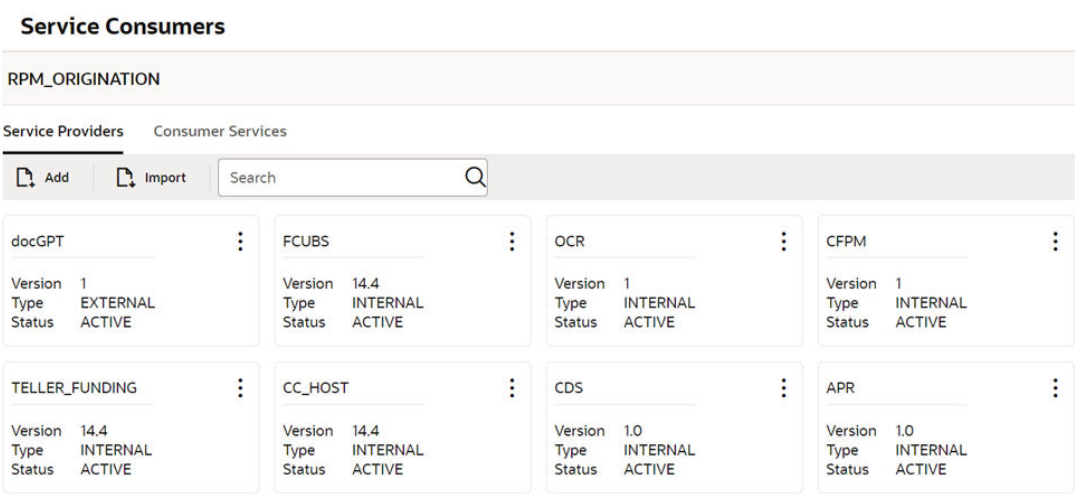 Service Consumers
RPM_ORIGINATION
Service Providers Consumer Services
Add Import Search
docGPT FCUBS OCR CFPM
Version 1 Version 14.4 Version 1 Version 1
Type EXTERNAL Type INTERNAL Type INTERNAL Type INTERNAL
Status ACTIVE Status ACTIVE Status ACTIVE Status ACTIVE
TELLER_FUNDING CC_HOST CDS APR
Version 14.4 Version 14.4 Version 1.0 Version 1.0
Type INTERNAL Type INTERNAL Type INTERNAL Type INTERNAL
Status ACTIVE Status ACTIVE Status ACTIVE Status ACTIVE